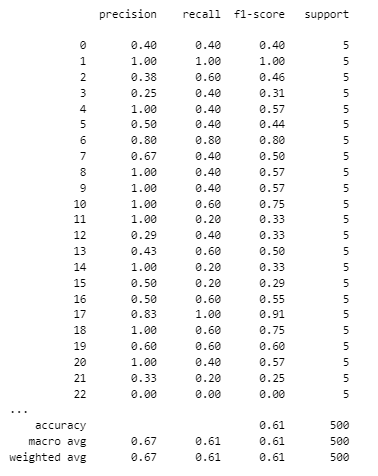 precision recall f1-score support
0 0.40 0.40 0.40 5
1 1.00 1.00 1.00 5
2 0.38 0.60 0.46 5
3 0.25 0.40 0.31 5
4 1.00 0.40 0.57 5
5 0.50 0.40 0.44 5
6 0.80 0.80 0.80 5
7 0.67 0.40 0.50 5
8 1.00 0.40 0.57 5
9 1.00 0.40 0.57 5
10 1.00 0.60 0.75 5
11 1.00 0.20 0.33 5
12 0.29 0.40 0.33 5
13 0.43 0.60 0.50 5
14 1.00 0.20 0.33 5
15 0.50 0.20 0.29 5
16 0.50 0.60 0.55 5
17 0.83 1.00 0.91 5
18 1.00 0.60 0.75 5
19 0.60 0.60 0.60 5
20 1.00 0.40 0.57 5
21 0.33 0.20 0.25 5
22 0.00 0.00 0.00 5
...
accuracy 0.61 500
macro avg 0.67 0.61 0.61 500
weighted avg 0.67 0.61 0.61 500